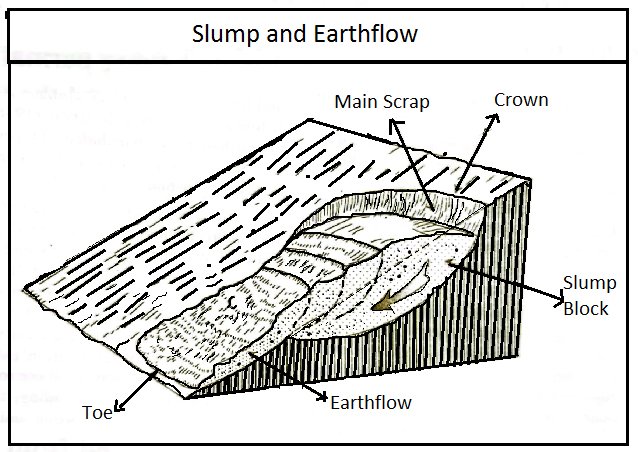 Slump and Earthflow
Main Scrap
Crown
Slump
Block
Earthflow
Toe